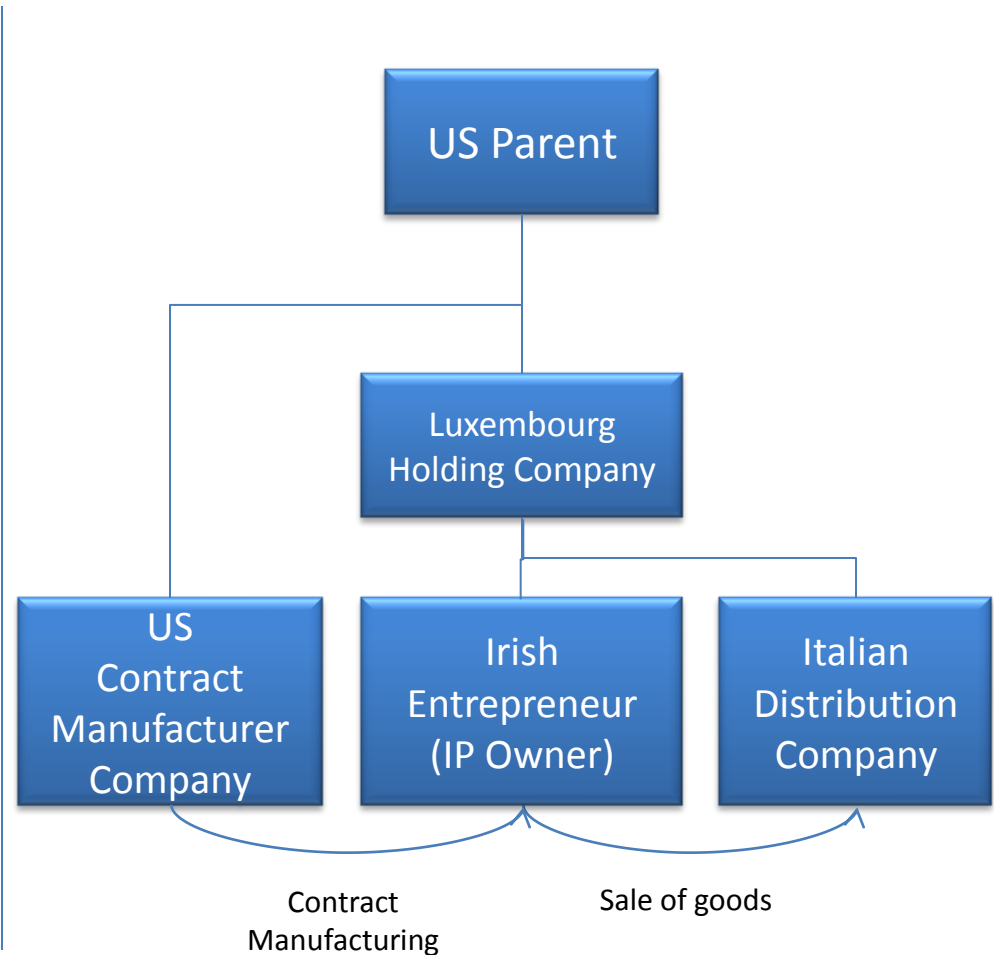 US Parent
Luxembourg
Holding Company
US
Contract
Manufacturer
Company
Irish
Entrepreneur
(IP Owner)
Italian
Distribution
Company
Contract
Manufacturing
Sale of goods